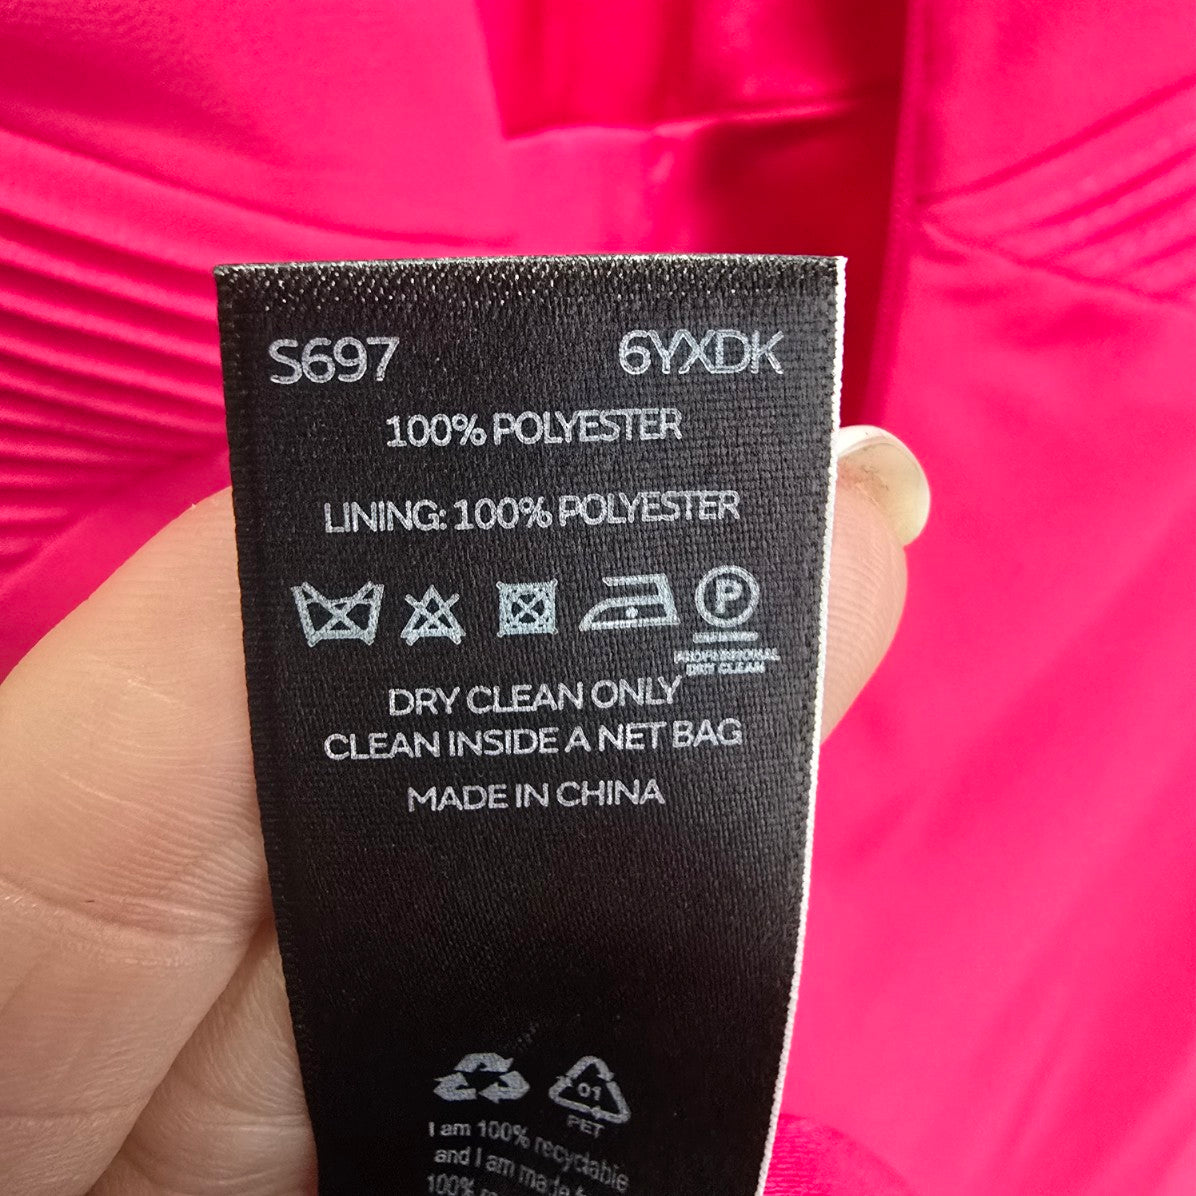 S697 6YXDK
100% POLYESTER
LINING: 100% POLYESTER
P
PROFESSIONAL
DRY CLEAN
DRY CLEAN ONLY
CLEAN INSIDE A NET BAG
MADE IN CHINA
01
PET
I am 100% recyclable
and I am made
100%